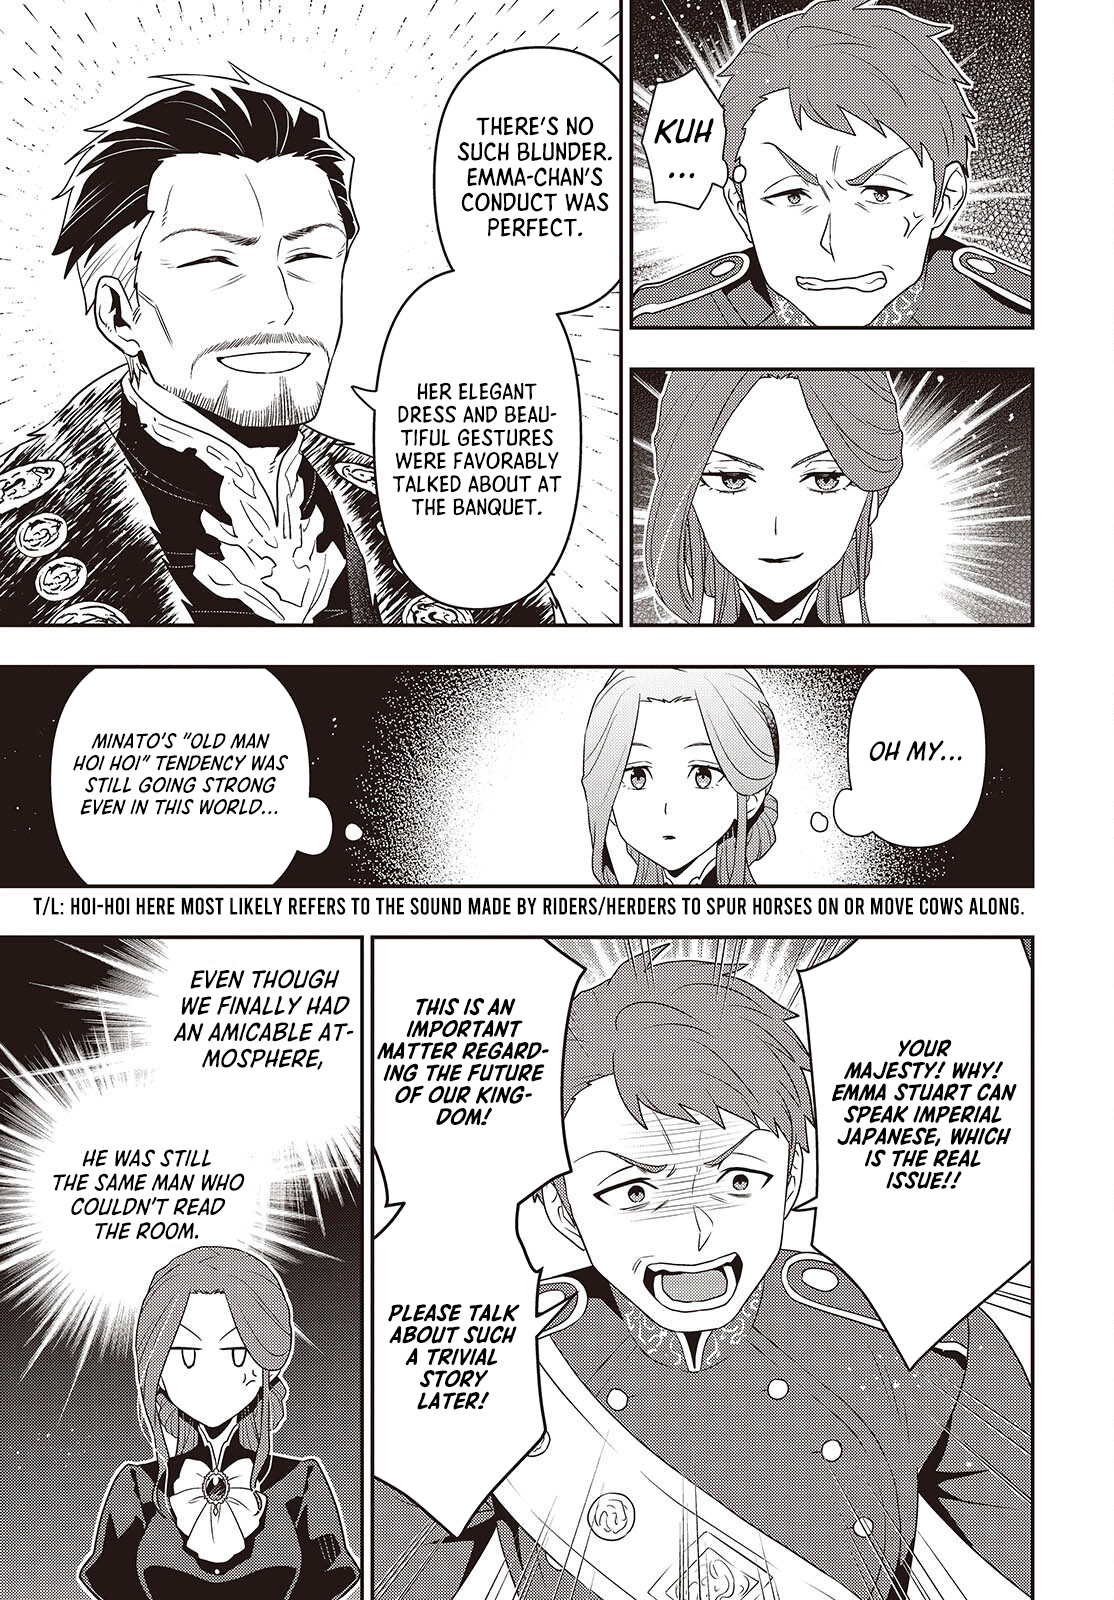 KUH
...
THERE'S NO
SUCH BLUNDER.
EMMA-CHAN'S
CONDUCT WAS
PERFECT.
HER ELEGANT
DRESS AND BEAU-
TIFUL GESTURES
WERE FAVORABLY
TALKED ABOUT AT
THE BANQUET.
OH MY...
MINATO'S "OLD MAN
HOI HOI" TENDENCY WAS
STILL GOING STRONG
EVEN IN THIS WORLD...
T/L: HOI-HOI HERE MOST LIKELY REFERS TO THE SOUND MADE BY RIDERS/HERDERS TO SPUR HORSES ON OR MOVE COWS ALONG.
YOUR
MAJESTY! WHY!
EMMA STUART CAN
SPEAK IMPERIAL
JAPANESE, WHICH
IS THE REAL
ISSUE!!
THIS IS AN
IMPORTANT
MATTER REGARD-
ING THE FUTURE
OF OUR KING-
DOM!
PLEASE TALK
ABOUT SUCH
A TRIVIAL
STORY
LATER!
EVEN THOUGH
WE FINALLY HAD
AN AMICABLE AT-
MOSPHERE,
HE WAS STILL
THE SAME MAN WHO
COULDN'T READ
THE ROOM.